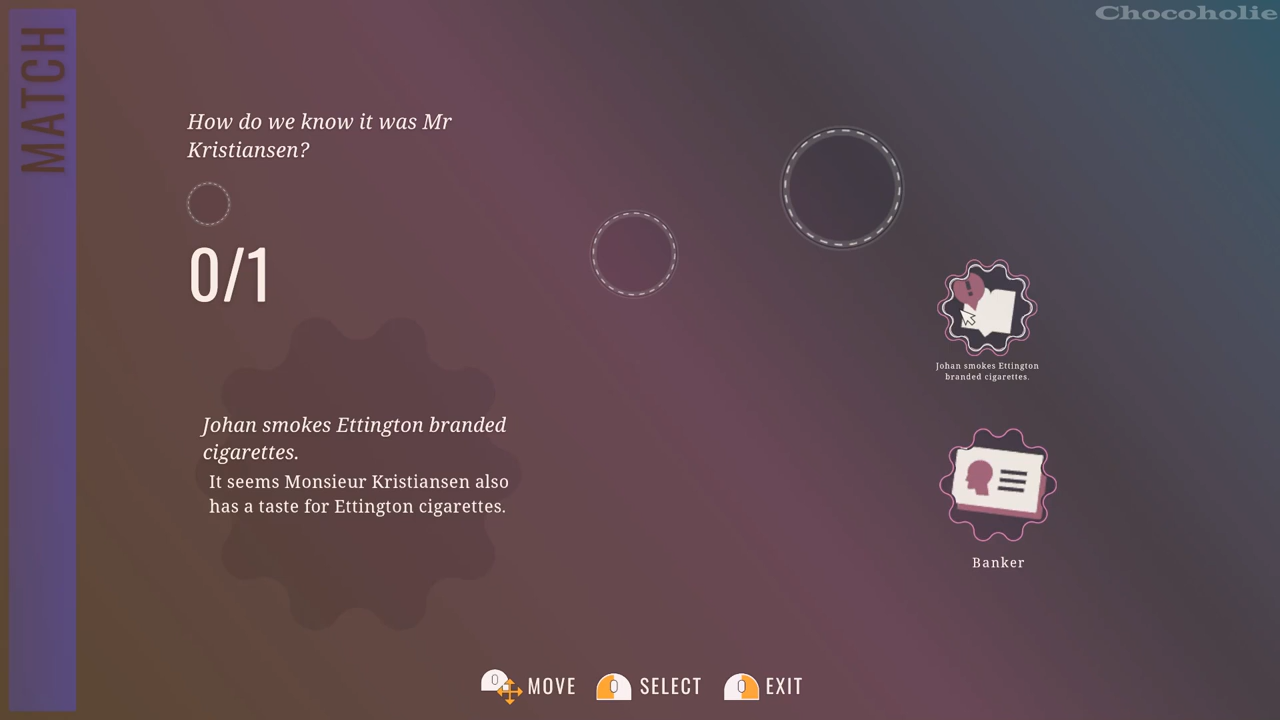 Chocoholie
MATCH
How do we know it was Mr
Kristiansen?
0/1
Johan smokes Ettington
branded cigarettes.
Johan smokes Ettington branded
cigarettes.
It seems Monsieur Kristiansen also
has a taste for Ettington cigarettes.
Banker
MOVE
SELECT
EXIT